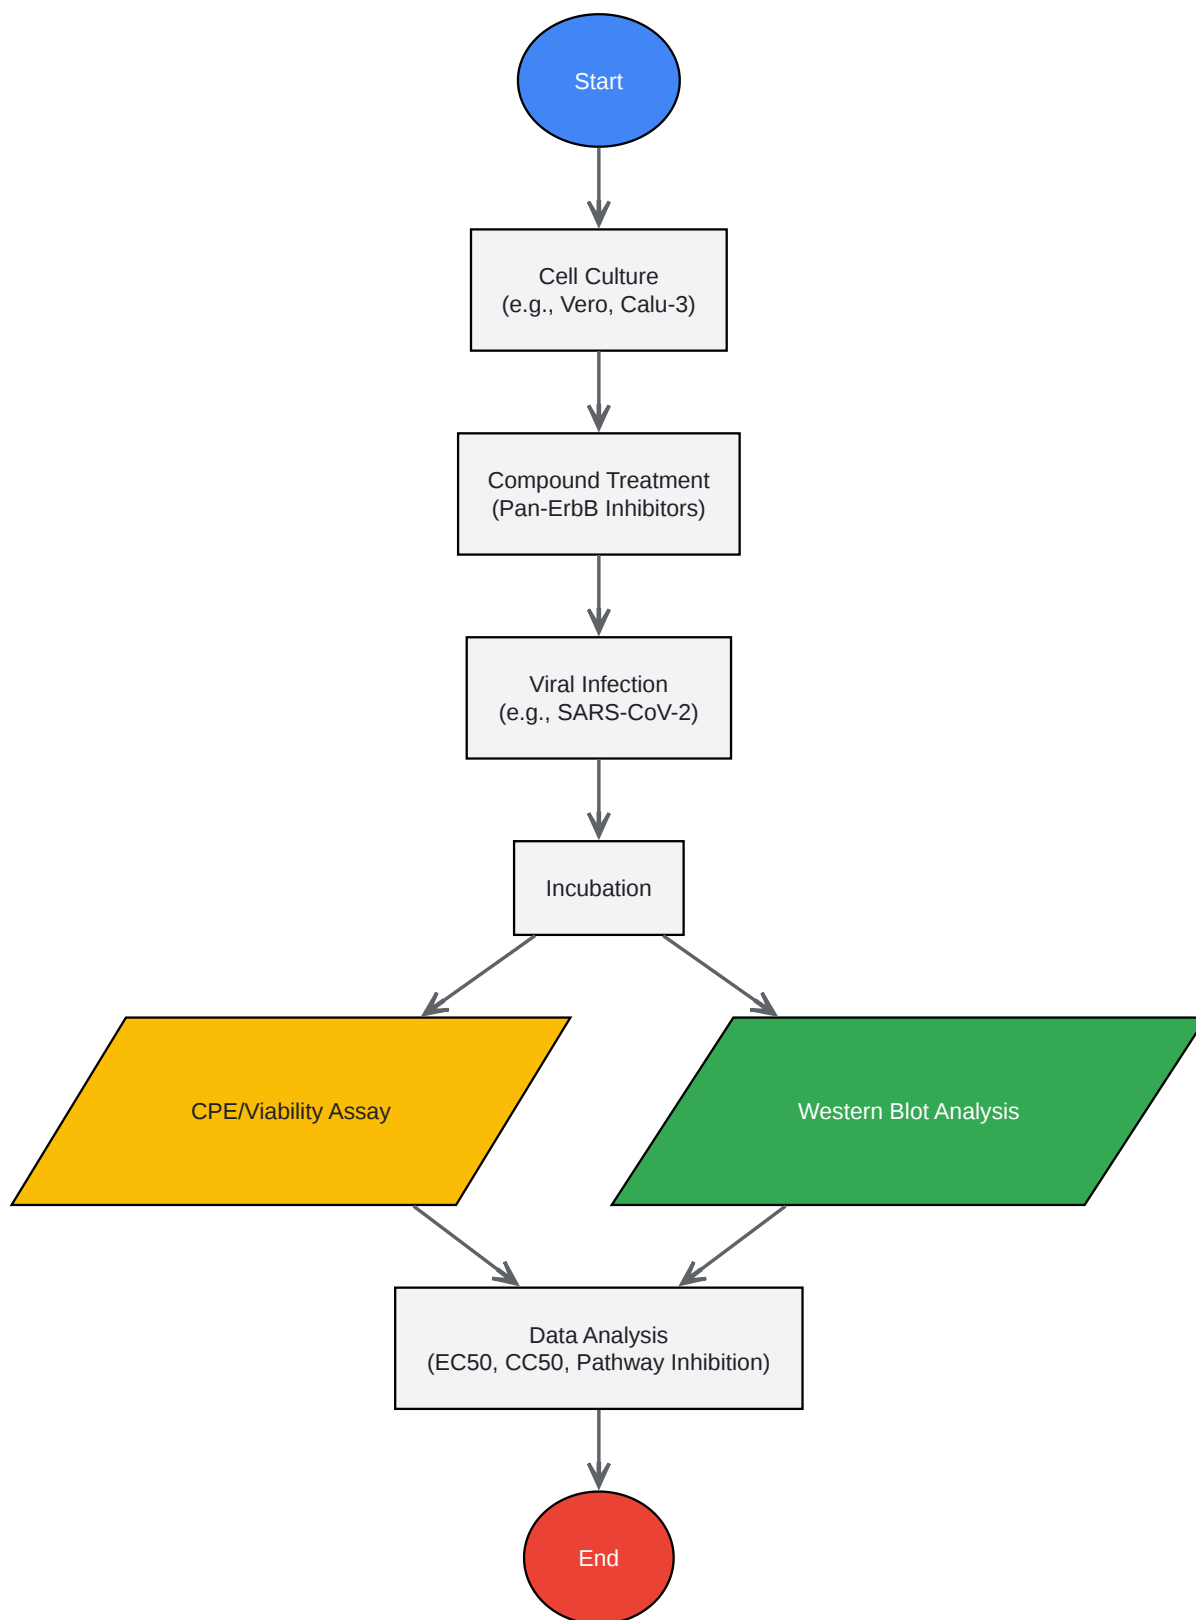 Start
Cell Culture
(e.g., Vero, Calu-3)
Compound Treatment
(Pan-ErbB Inhibitors)
Viral Infection
(e.g., SARS-CoV-2)
Incubation
CPE/Viability Assay
Western Blot Analysis
Data Analysis
(EC50, CC50, Pathway Inhibition)
End